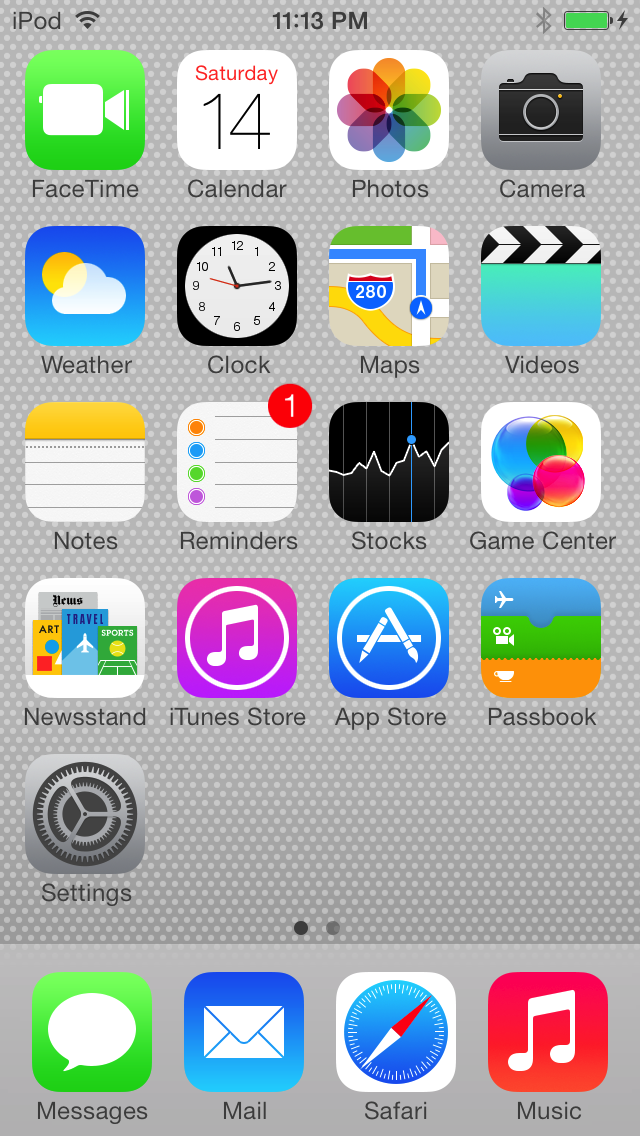 iPod 11:13 PM
Saturday
14
FaceTime Calendar Photos Camera
12
11 1
10 2
9 3
8 4
7 5
6
280
Weather Clock Maps Videos
1
Notes Reminders Stocks Game Center
News
TRAVEL
ART
SPORTS
Newsstand iTunes Store App Store Passbook
Settings
Messages Mail Safari Music